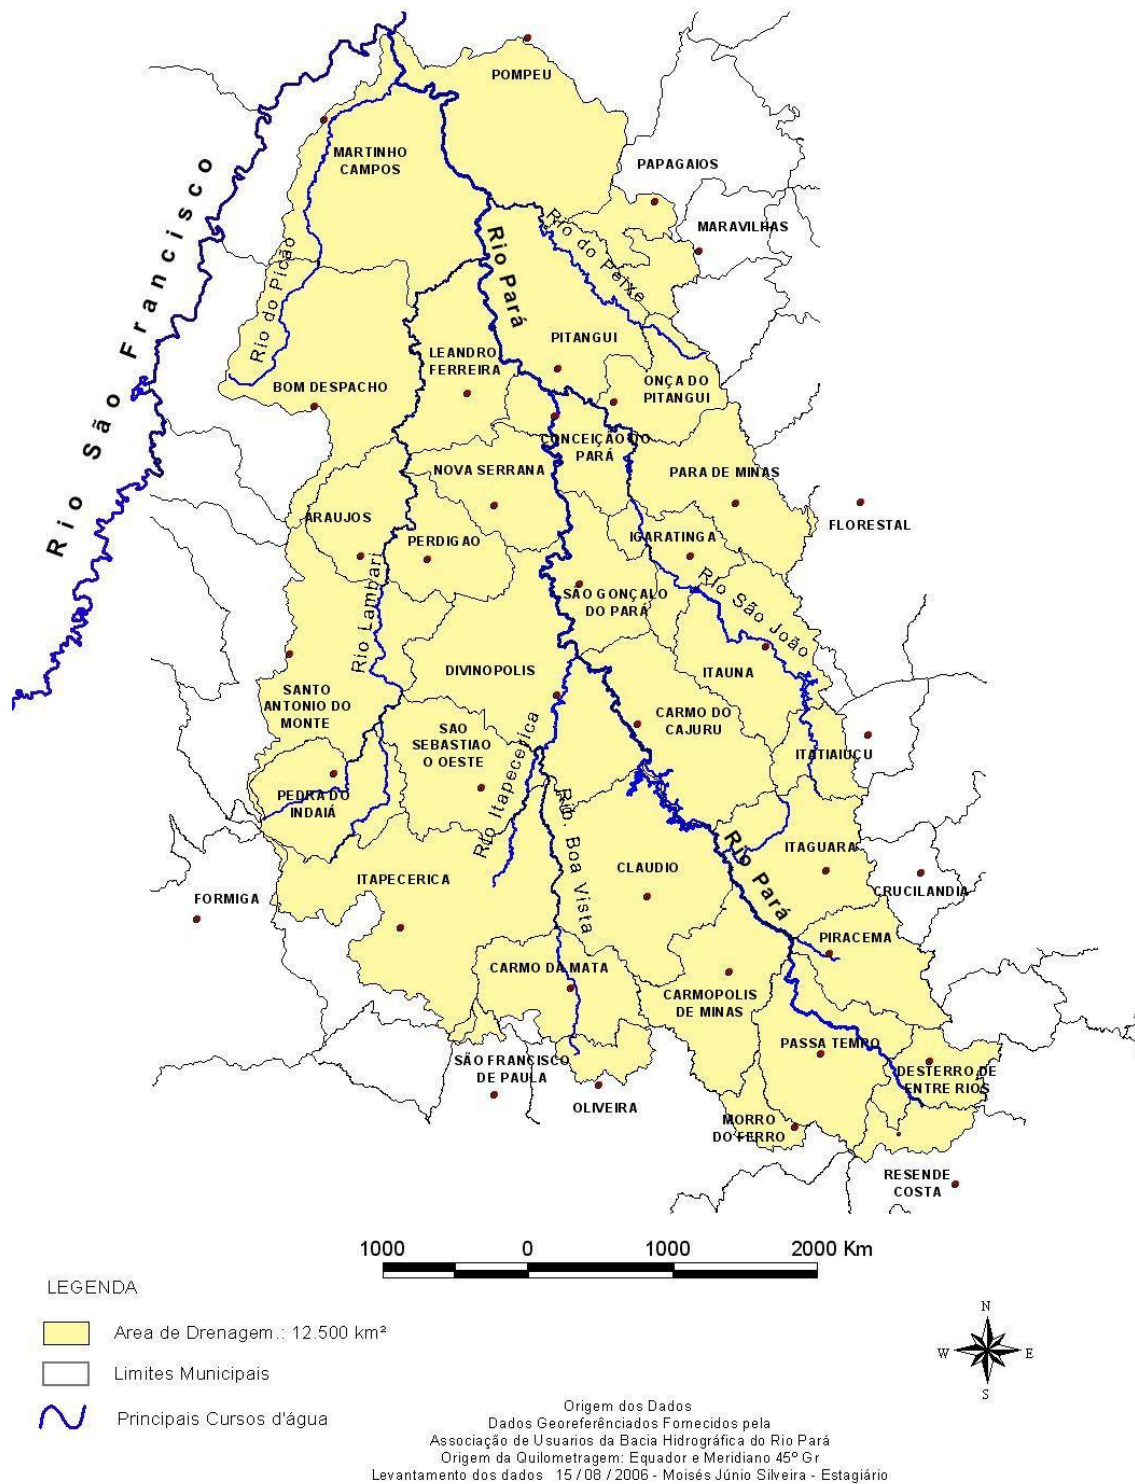 POMPEU
MARTINHO
CAMPOS
PAPAGAIOS
MARAVILHAS
Rio São Francisco
Rio do Picão
Rio Pará
Rio do Peixe
PITANGUI
LEANDRO
FERREIRA
BOM DESPACHO
ONÇA DO
PITANGUI
CONCEIÇÃO DO
PARÁ
NOVA SERRANA
PARA DE MINAS
ARAUJOS
PERDIGAO
IGARATINGA
FLORESTAL
Rio Lambari
SÃO GONÇALO
DO PARÁ
Rio São João
DIVINOPOLIS
ITAUNA
SANTO
ANTONIO DO
MONTE
SAO
SEBASTIAO
O OESTE
CARMO DO
CAJURU
ITATIAIUÇU
PEDRA DO
INDAIÁ
Rio Itapecerica
Rib. Boa Vista
Rio Pará
ITAPECERICA
CLAUDIO
ITAGUARA
CRUCILANDIA
FORMIGA
PIRACEMA
CARMO DA MATA
CARMOPOLIS
DE MINAS
PASSA TEMPO
SÃO FRANCISCO
DE PAULA
DESTERRO DE
ENTRE RIOS
OLIVEIRA
MORRO
DO FERRO
RESENDE
COSTA
1000 0 1000 2000 Km
LEGENDA
Area de Drenagem.: 12.500 km²
Limites Municipais
Principais Cursos d'água
N
W E
S
Origem dos Dados
Dados Georeferênciados Fornecidos pela
Associação de Usuarios da Bacia Hidrográfica do Rio Pará
Origem da Quilometragem: Equador e Meridiano 45º Gr
Levantamento dos dados 15 / 08 / 2006 - Moisés Júnio Silveira - Estagiário